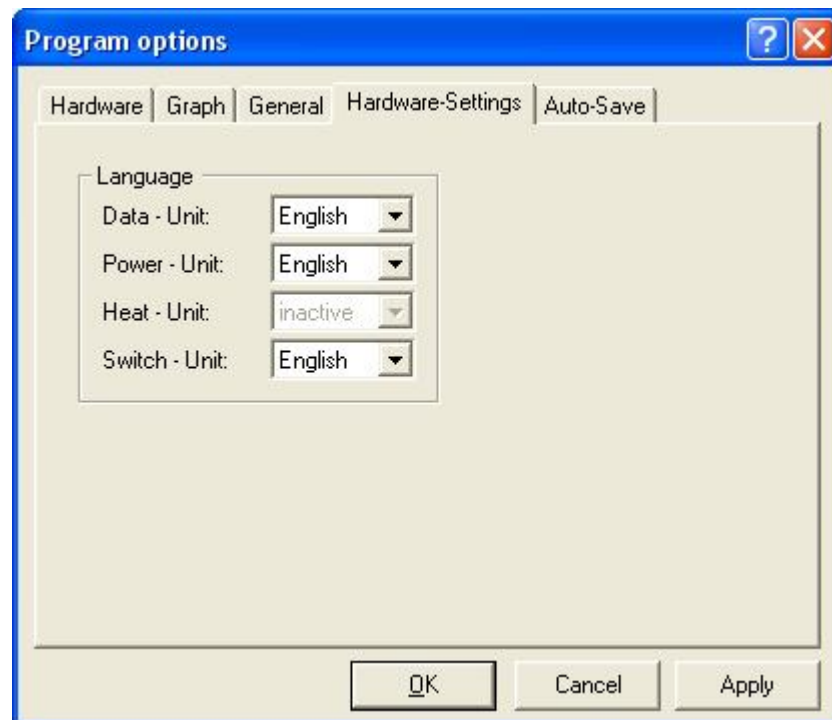 Program options
Hardware Graph General Hardware-Settings Auto-Save
Language
Data - Unit: English
Power - Unit: English
Heat - Unit: inactive
Switch - Unit: English
OK Cancel Apply